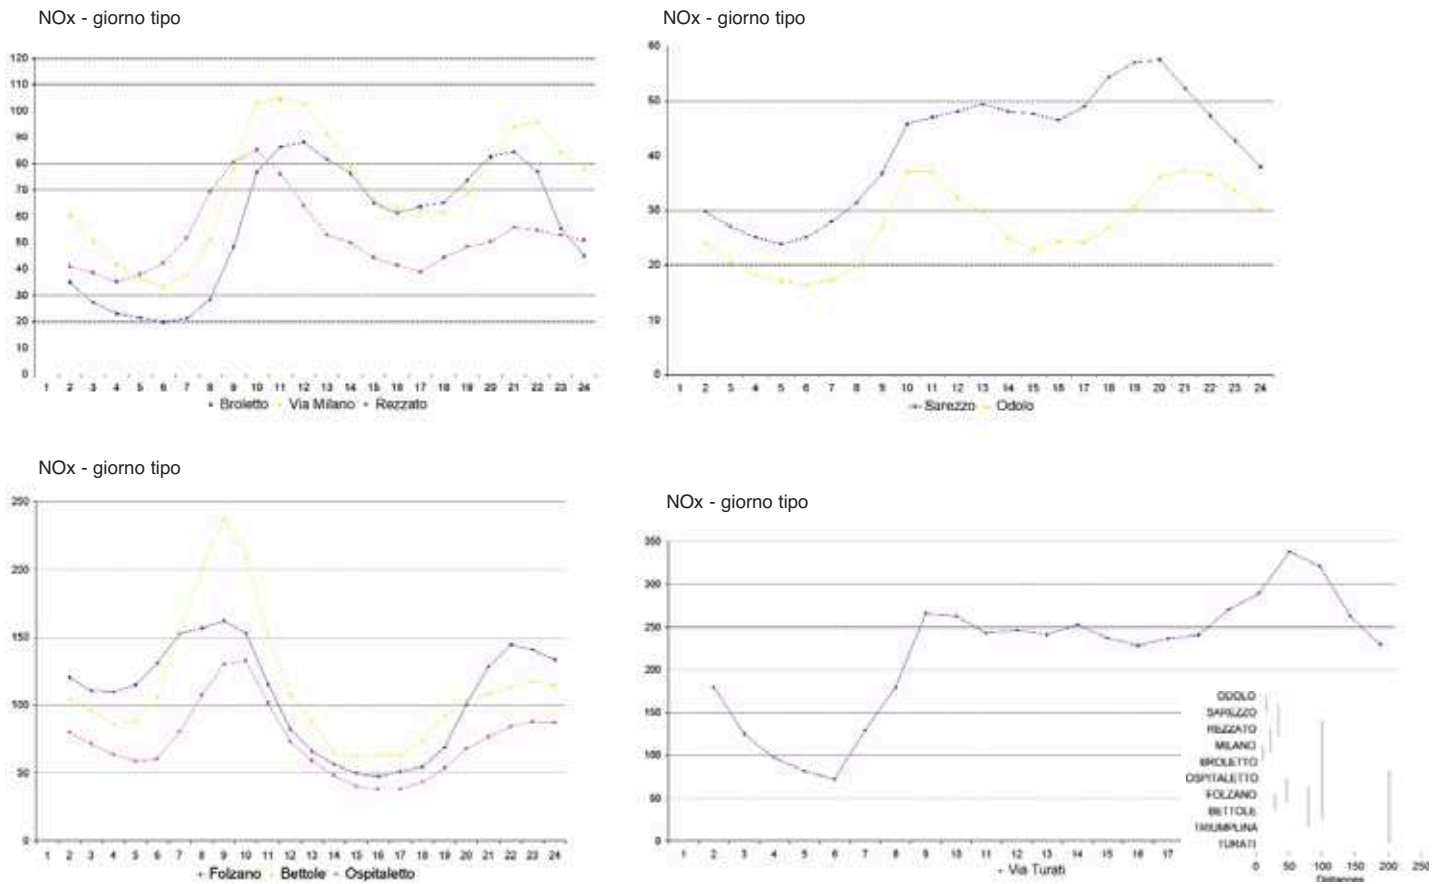 NOx - giorno tipo
120
110
100
90
80
70
60
50
40
30
20
10
0
1 2 3 4 5 6 7 8 9 10 11 12 13 14 15 16 17 18 19 20 21 22 23 24
Broletto Via Milano Rezzato
NOx - giorno tipo
60
50
40
30
20
10
0
1 2 3 4 5 6 7 8 9 10 11 12 13 14 15 16 17 18 19 20 21 22 23 24
Sarezzo Odolo
NOx - giorno tipo
250
200
150
100
50
0
1 2 3 4 5 6 7 8 9 10 11 12 13 14 15 16 17 18 19 20 21 22 23 24
Folzano Bettole Ospitaletto
NOx - giorno tipo
350
300
250
200
150
100
50
0
1 2 3 4 5 6 7 8 9 10 11 12 13 14 15 16 17
Via Turati
ODOLO
SAREZZO
REZZATO
MILANO
BROLETTO
OSPITALETTO
FOLZANO
BETTOLE
TRIUMPLINA
TURATI
0 50 100 150 200 250
Distances